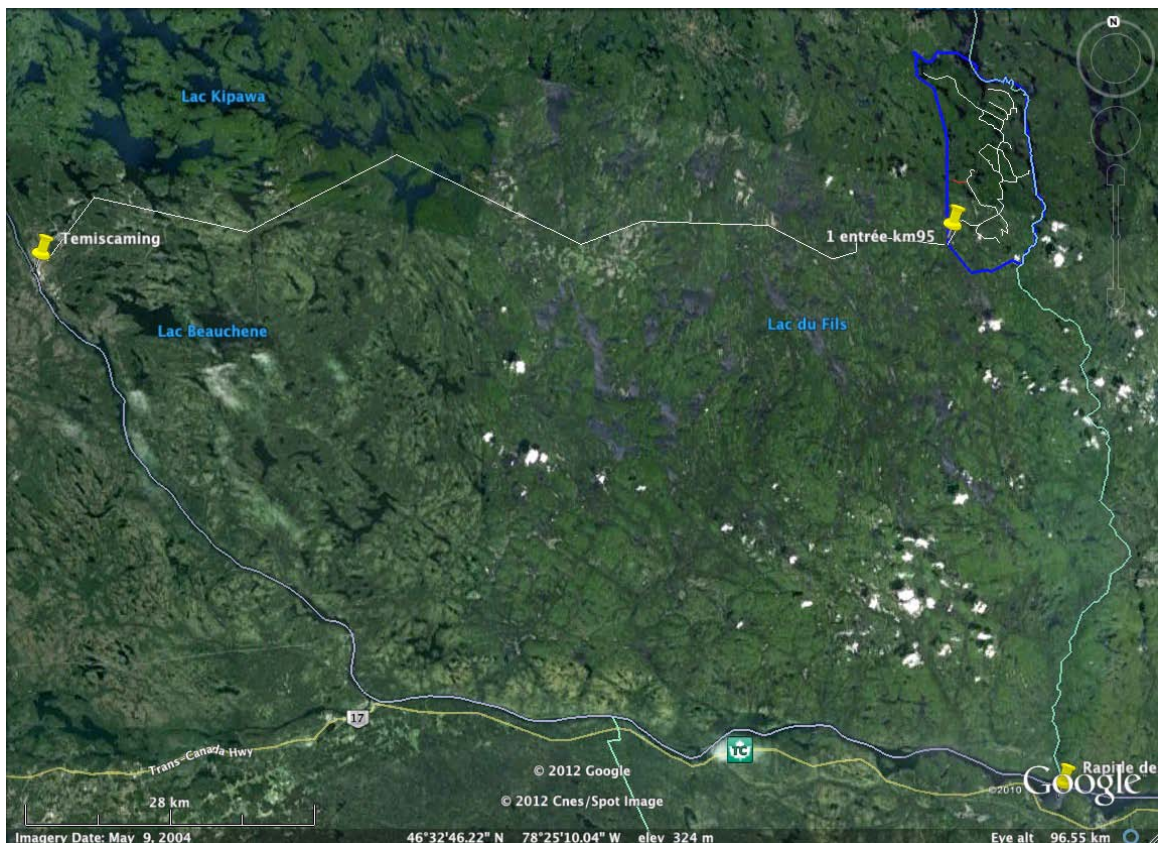 N
Lac Kipawa
Temiscaming
1 entrée-km95
Lac Beauchene
Lac du Fils
17
Trans-Canada Hwy
TC
Rapide de
© 2012 Google
©2010 Google
© 2012 Cnes/Spot Image
28 km
Imagery Date: May 9, 2004 46°32'46.22" N 78°25'10.04" W elev 324 m Eye alt 96.55 km